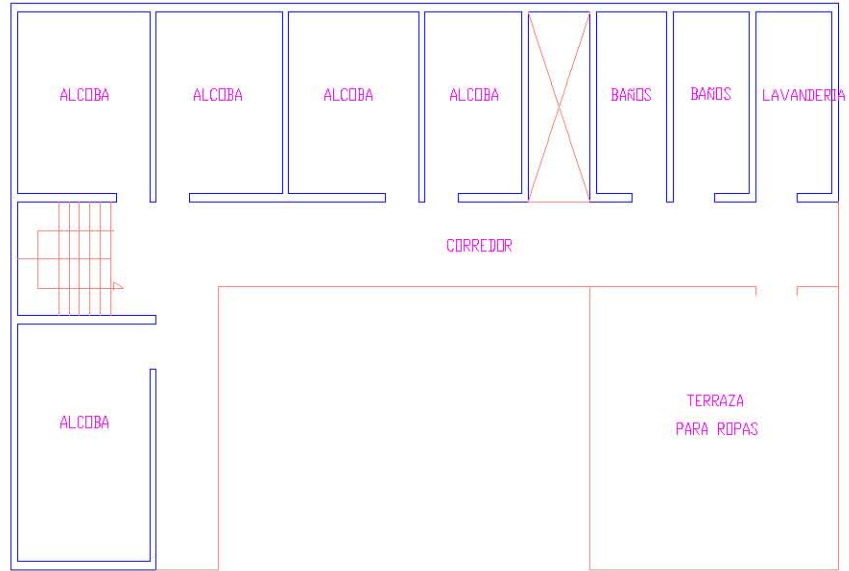 ALCOBA
ALCOBA
ALCOBA
ALCOBA
BAÑOS
BAÑOS
LAVANDERIA
CORREDOR
ALCOBA
TERRAZA
PARA ROPAS